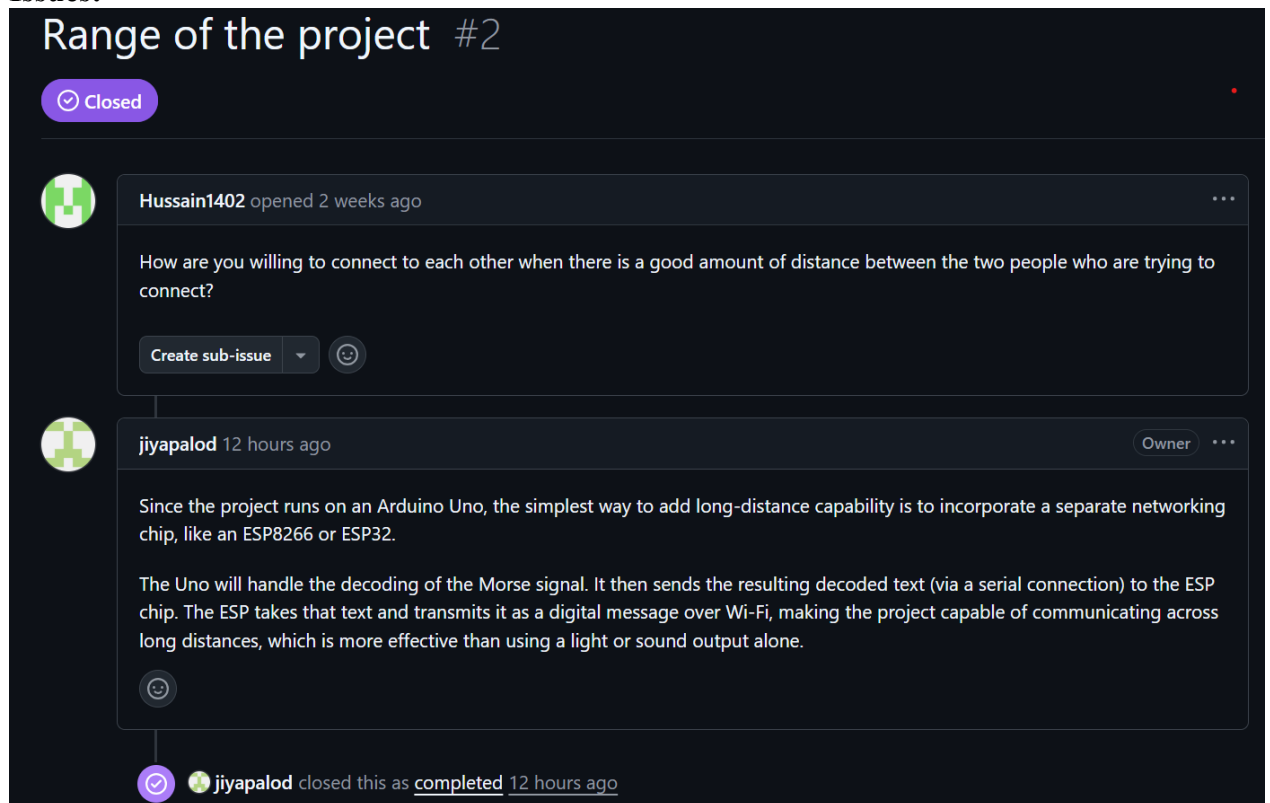 Issues:
Range of the project #2
Closed
Hussain1402 opened 2 weeks ago
How are you willing to connect to each other when there is a good amount of distance between the two people who are trying to
connect?
Create sub-issue
jiyapalod 12 hours ago Owner
Since the project runs on an Arduino Uno, the simplest way to add long-distance capability is to incorporate a separate networking
chip, like an ESP8266 or ESP32.
The Uno will handle the decoding of the Morse signal. It then sends the resulting decoded text (via a serial connection) to the ESP
chip. The ESP takes that text and transmits it as a digital message over Wi-Fi, making the project capable of communicating across
long distances, which is more effective than using a light or sound output alone.
jiyapalod closed this as completed 12 hours ago